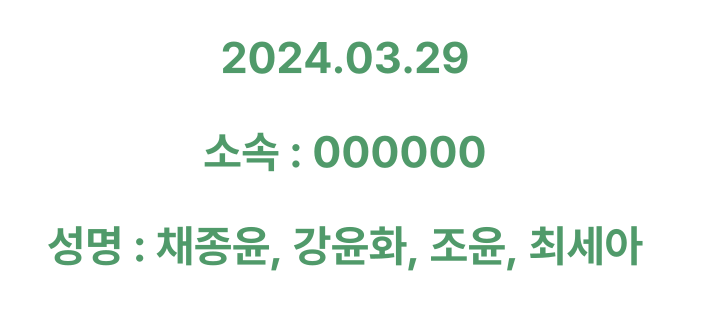 2024.03.29
소속 : 000000
성명 : 채종윤, 강윤화, 조윤, 최세아